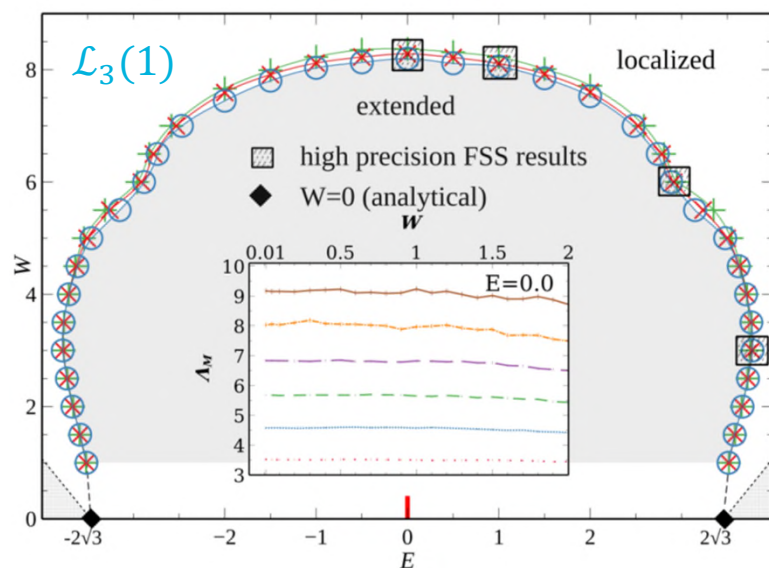 ℒ₃(1)
localized
extended
high precision FSS results
W=0 (analytical)
W
0.01 0.5 1 1.5 2
E=0.0
10
9
8
7
6
5
4
3
Λ_M
8
6
4
2
0
W
-2√3 −2 −1 0 1 2 2√3
E